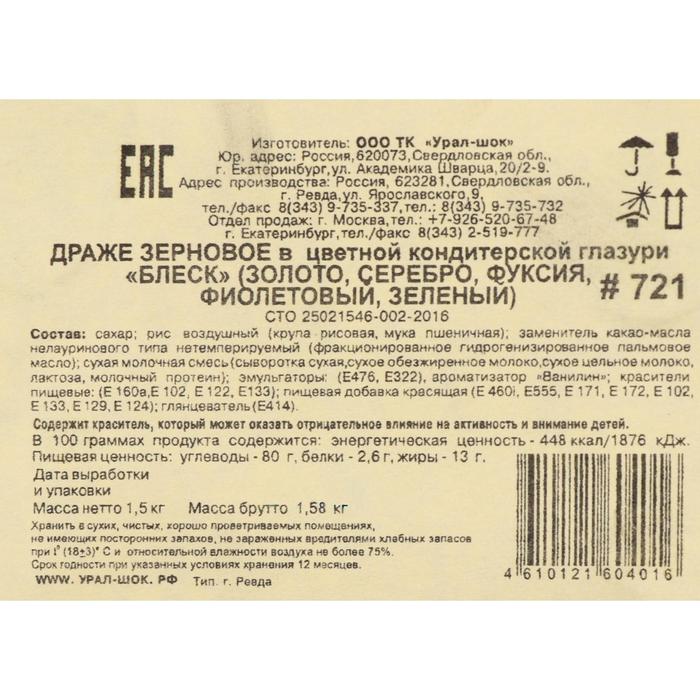 ЕАС
Изготовитель: ООО ТК "Урал-шок"
Юр. адрес: Россия,620073,Свердловская обл.,
г. Екатеринбург,ул. Академика Шварца,20/2-9.
Адрес производства: Россия, 623281,Свердловская обл.,
г. Ревда,ул. Ярославского,9
тел./факс 8(343) 9-735-337,тел.: 8(343) 9-735-732
Отдел продаж: г. Москва,тел.: +7-926-520-67-48
г. Екатеринбург,тел./факс 8(343) 2-519-777
ДРАЖЕ ЗЕРНОВОЕ в цветной кондитерской глазури
«БЛЕСК» (ЗОЛОТО, СЕРЕБРО, ФУКСИЯ,
ФИОЛЕТОВЫЙ, ЗЕЛЕНЫЙ)
# 721
СТО 25021546-002-2016
Состав: сахар; рис воздушный (крупа рисовая, мука пшеничная); заменитель какао-масла
нелауринового типа нетемперируемый (фракционированное гидрогенизированное пальмовое
масло); сухая молочная смесь(сыворотка сухая,сухое обезжиренное молоко,сухое цельное молоко,
лактоза, молочный протеин); эмульгаторы: (Е476, Е322), ароматизатор «Ванилин»; красители
пищевые: (Е 160а,Е 102, Е 122, Е133); пищевая добавка красящая (Е 460i, Е555, Е 171, Е 172, Е 102,
Е 133, Е 129, Е 124); глянцеватель(Е414).
Содержит краситель, который может оказать отрицательное влияние на активность и внимание детей.
В 100 граммах продукта содержится: энергетическая ценность - 448 ккал/1876 кДж.
Пищевая ценность: углеводы - 80 г, белки - 2,6 г, жиры - 13 г.
Дата выработки
и упаковки
Масса нетто 1,5 кг Масса брутто 1,58 кг
Хранить в сухих, чистых, хорошо проветриваемых помещениях,
не имеющих посторонних запахов, не зараженных вредителями хлебных запасов
при t° (18±3)° С и относительной влажности воздуха не более 75%.
Срок годности при указанных условиях хранения 12 месяцев.
WWW. УРАЛ-ШОК. РФ Тип. г. Ревда
4 610121 604016